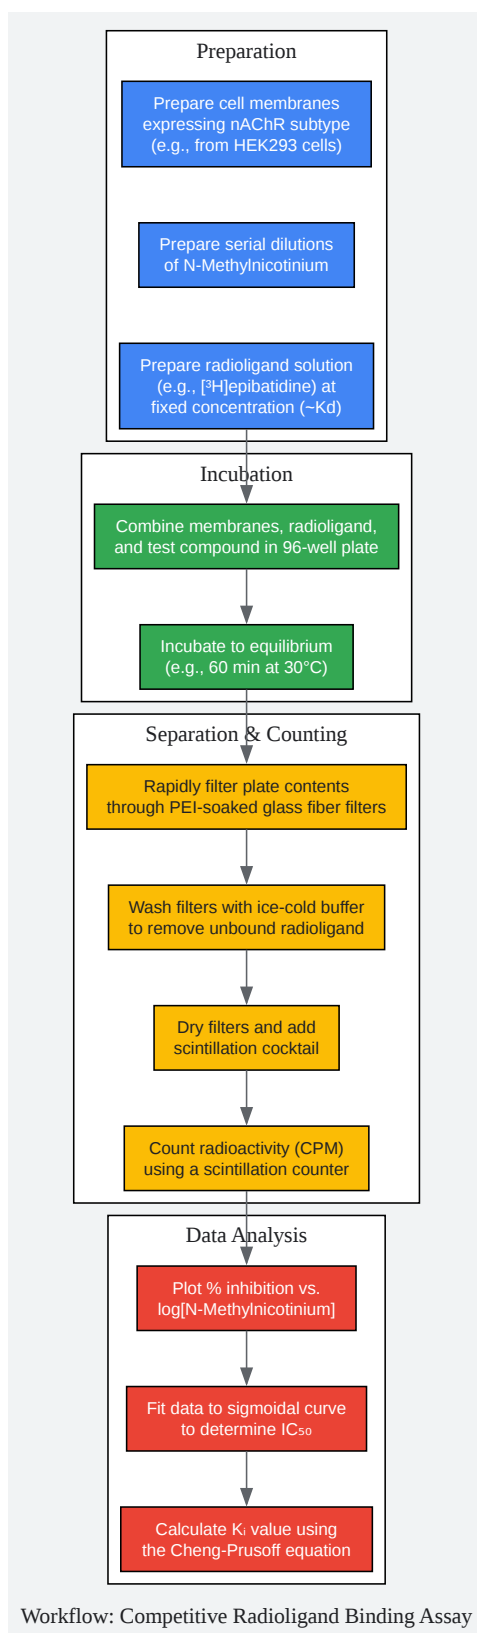 Preparation
Prepare cell membranes
expressing nAChR subtype
(e.g., from HEK293 cells)
Prepare serial dilutions
of N-Methylnicotinium
Prepare radioligand solution
(e.g., [³H]epibatidine) at
fixed concentration (~Kd)
Incubation
Combine membranes, radioligand,
and test compound in 96-well plate
Incubate to equilibrium
(e.g., 60 min at 30°C)
Separation & Counting
Rapidly filter plate contents
through PEI-soaked glass fiber filters
Wash filters with ice-cold buffer
to remove unbound radioligand
Dry filters and add
scintillation cocktail
Count radioactivity (CPM)
using a scintillation counter
Data Analysis
Plot % inhibition vs.
log[N-Methylnicotinium]
Fit data to sigmoidal curve
to determine IC₅₀
Calculate Kᵢ value using
the Cheng-Prusoff equation
Workflow: Competitive Radioligand Binding Assay